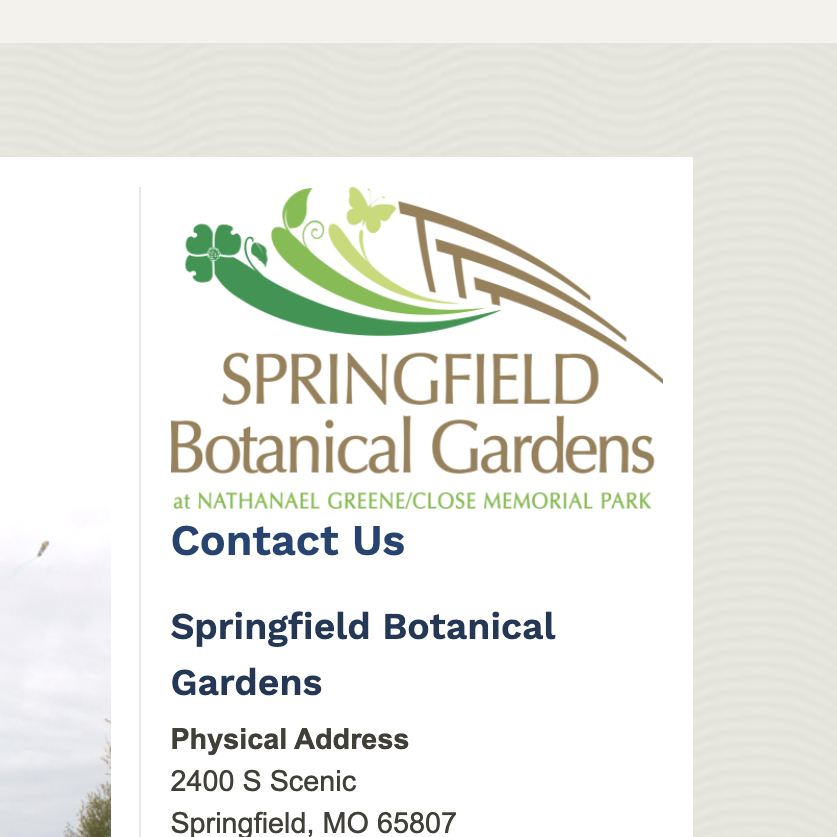 SPRINGFIELD
Botanical Gardens
at NATHANAEL GREENE/CLOSE MEMORIAL PARK
Contact Us
Springfield Botanical
Gardens
Physical Address
2400 S Scenic
Springfield, MO 65807